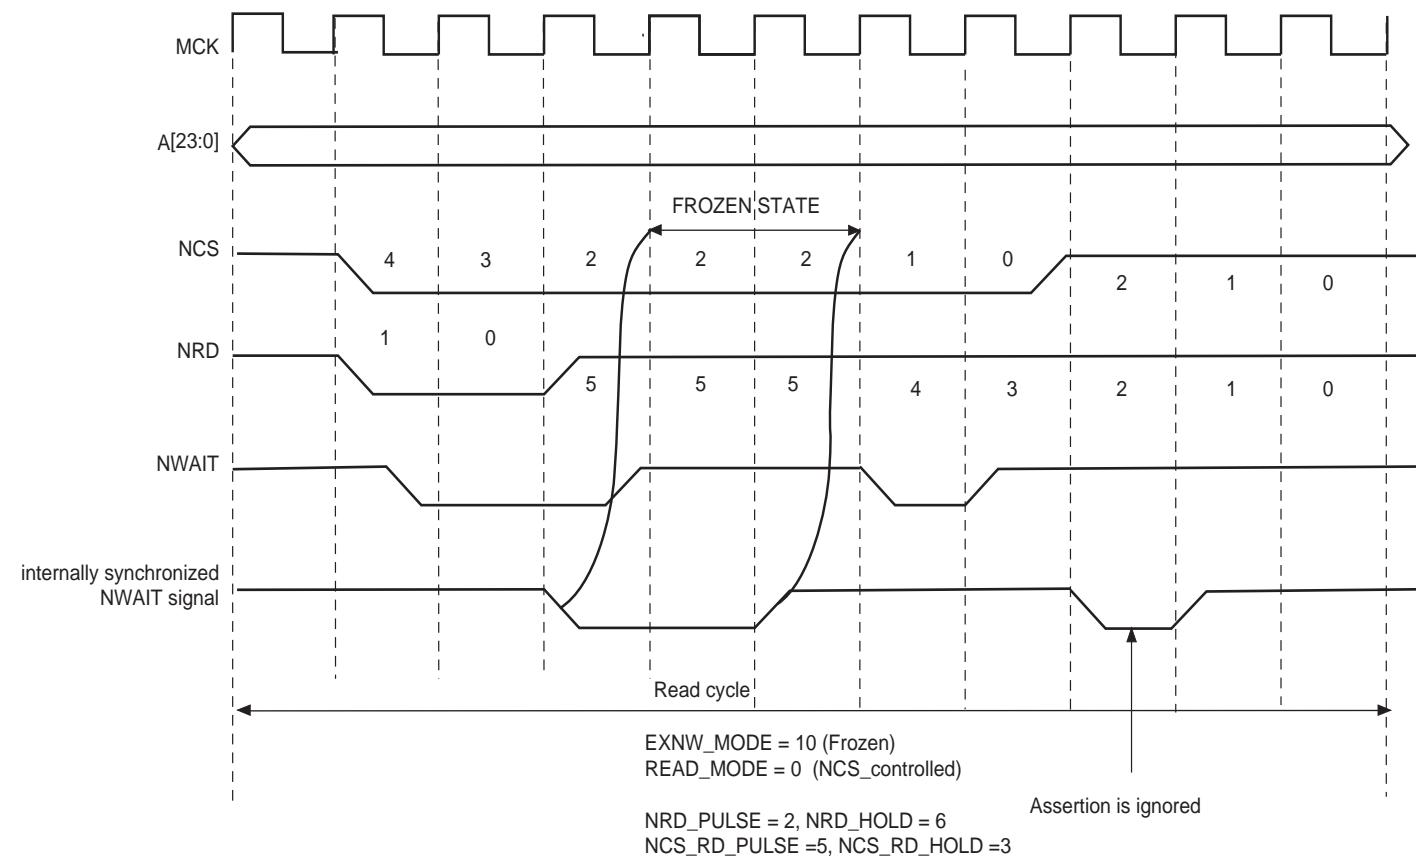 MCK
A[23:0]
FROZEN STATE
NCS
4 3 2 2 2 1 0
2 1 0
1 0
NRD
5 5 5 4 3 2 1 0
NWAIT
internally synchronized
NWAIT signal
Read cycle
EXNW_MODE = 10 (Frozen)
READ_MODE = 0 (NCS_controlled)
Assertion is ignored
NRD_PULSE = 2, NRD_HOLD = 6
NCS_RD_PULSE =5, NCS_RD_HOLD =3